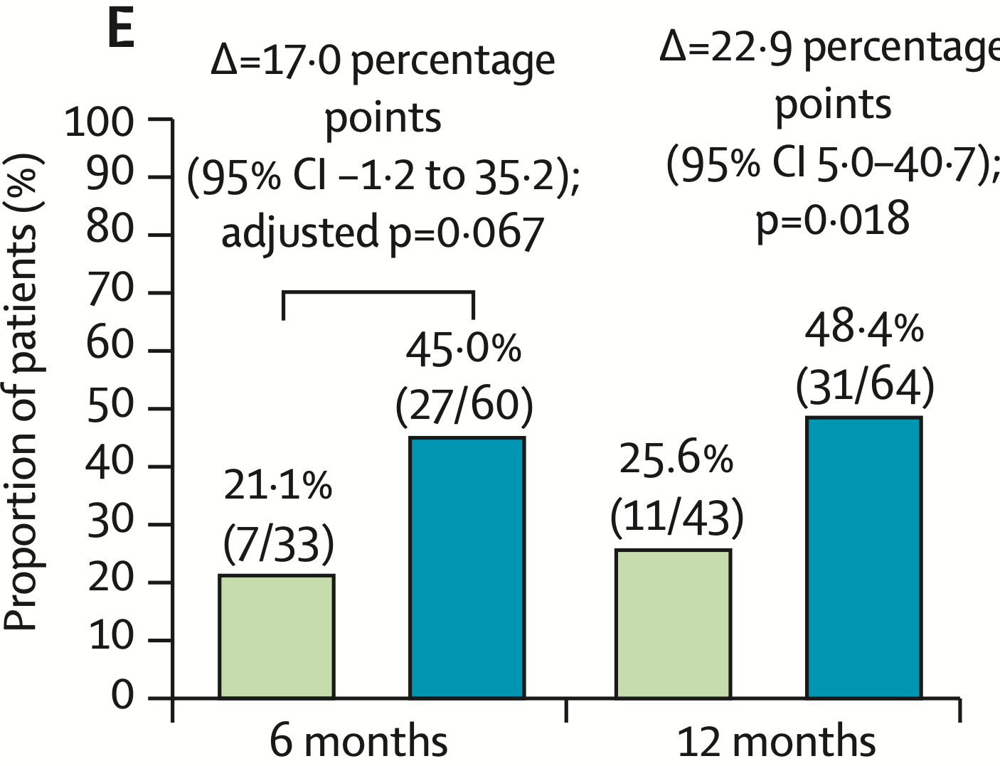 E
Δ=17·0 percentage
points
(95% CI –1·2 to 35·2);
adjusted p=0·067
Δ=22·9 percentage
points
(95% CI 5·0–40·7);
p=0·018
Proportion of patients (%)
100
90
80
70
60
50
40
30
20
10
0
21·1%
(7/33)
45·0%
(27/60)
25.6%
(11/43)
48·4%
(31/64)
6 months
12 months